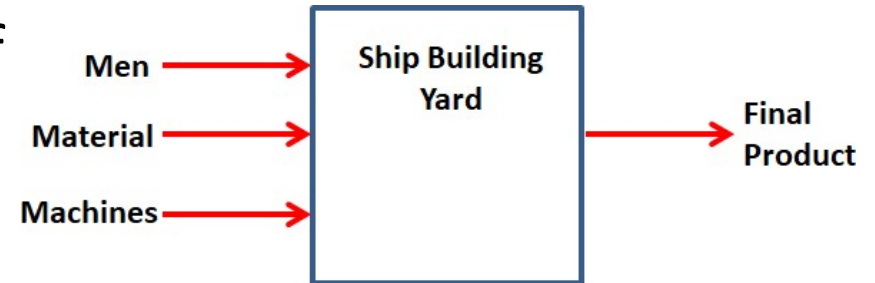 Men
Material
Machines
Ship Building
Yard
Final
Product